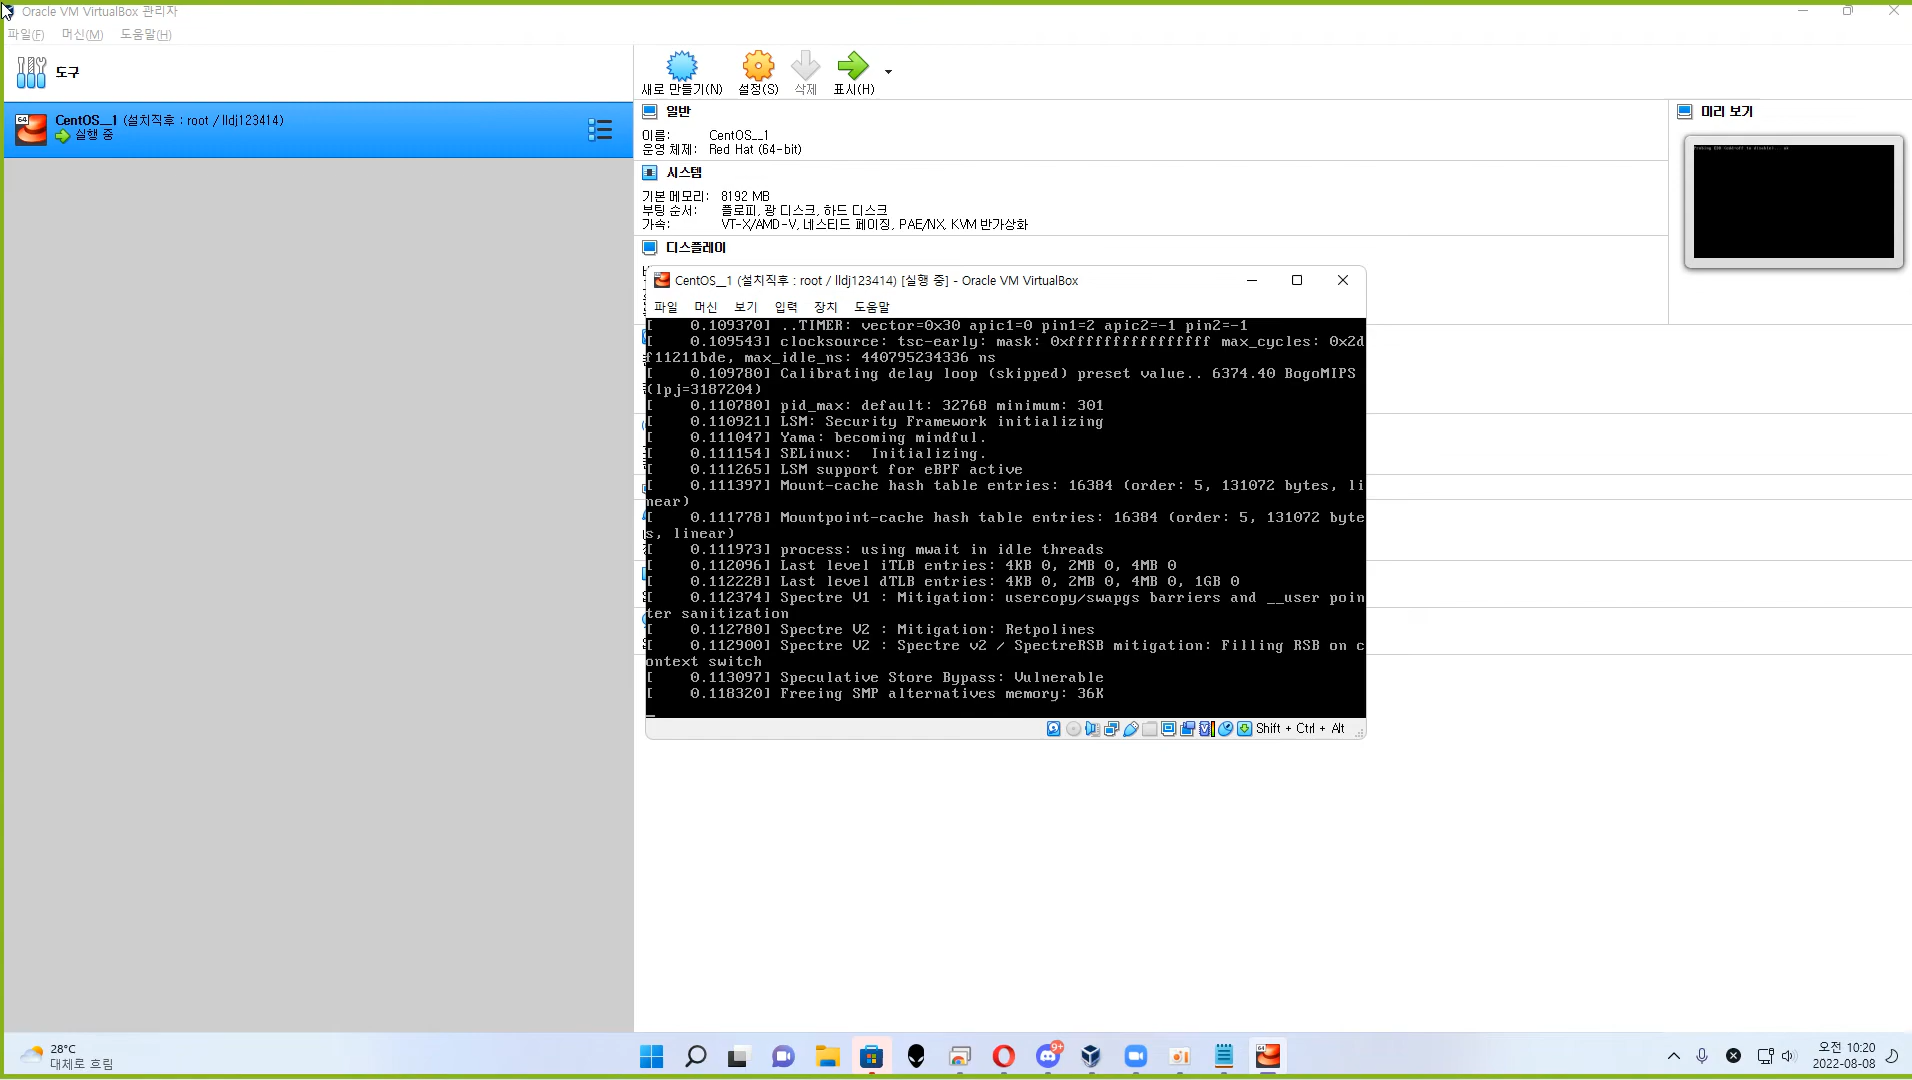 Oracle VM VirtualBox 관리자
파일(F) 머신(M) 도움말(H)
도구
새로 만들기(N) 설정(S) 삭제 표시(H)
64 CentOS__1 (설치직후 : root / lldj123414)
실행 중
일반
이름: CentOS__1
운영 체제: Red Hat (64-bit)
미리 보기
시스템
기본 메모리: 8192 MB
부팅 순서: 플로피, 광 디스크, 하드 디스크
가속: VT-X/AMD-V, 네스티드 페이징, PAE/NX, KVM 반가상화
디스플레이
CentOS__1 (설치직후 : root / lldj123414) [실행 중] - Oracle VM VirtualBox
파일 머신 보기 입력 장치 도움말
[    0.109370] ..TIMER: vector=0x30 apic1=0 pin1=2 apic2=-1 pin2=-1
[    0.109543] clocksource: tsc-early: mask: 0xffffffffffffffff max_cycles: 0x2d
f11211bde, max_idle_ns: 440795234336 ns
[    0.109780] Calibrating delay loop (skipped) preset value.. 6374.40 BogoMIPS
(lpj=3187204)
[    0.110780] pid_max: default: 32768 minimum: 301
[    0.110921] LSM: Security Framework initializing
[    0.111047] Yama: becoming mindful.
[    0.111154] SELinux:  Initializing.
[    0.111265] LSM support for eBPF active
[    0.111397] Mount-cache hash table entries: 16384 (order: 5, 131072 bytes, li
near)
[    0.111778] Mountpoint-cache hash table entries: 16384 (order: 5, 131072 byte
s, linear)
[    0.111973] process: using mwait in idle threads
[    0.112096] Last level iTLB entries: 4KB 0, 2MB 0, 4MB 0
[    0.112228] Last level dTLB entries: 4KB 0, 2MB 0, 4MB 0, 1GB 0
[    0.112374] Spectre V1 : Mitigation: usercopy/swapgs barriers and __user poin
ter sanitization
[    0.112780] Spectre V2 : Mitigation: Retpolines
[    0.112900] Spectre V2 : Spectre v2 / SpectreRSB mitigation: Filling RSB on c
ontext switch
[    0.113097] Speculative Store Bypass: Vulnerable
[    0.118320] Freeing SMP alternatives memory: 36K
Shift + Ctrl + Alt
28°C
대체로 흐림
9+
오전 10:20
2022-08-08